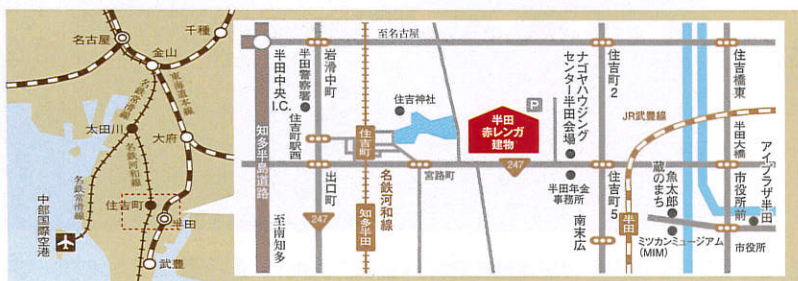 名古屋
千種
金山
名鉄常滑線
東海道本線
太田川
大府
名鉄河和線
名鉄常滑線
住吉町
半田
中部国際空港
武豊
至名古屋
半田中央I.C.
知多半島道路
岩滑中町
半田警察署
住吉町駅西
出口町
247
至南知多
住吉町
名鉄河和線
知多半田
住吉神社
宮路町
半田
赤レンガ
建物
247
P
ナゴヤハウジング
センター半田会場
半田年金
事務所
住吉町2
住吉町5
南末広
JR武豊線
半田
住吉橋東
半田大橋
魚太郎
蔵のまち
ミツカンミュージアム
(MIM)
市役所前
アイプラザ半田
市役所